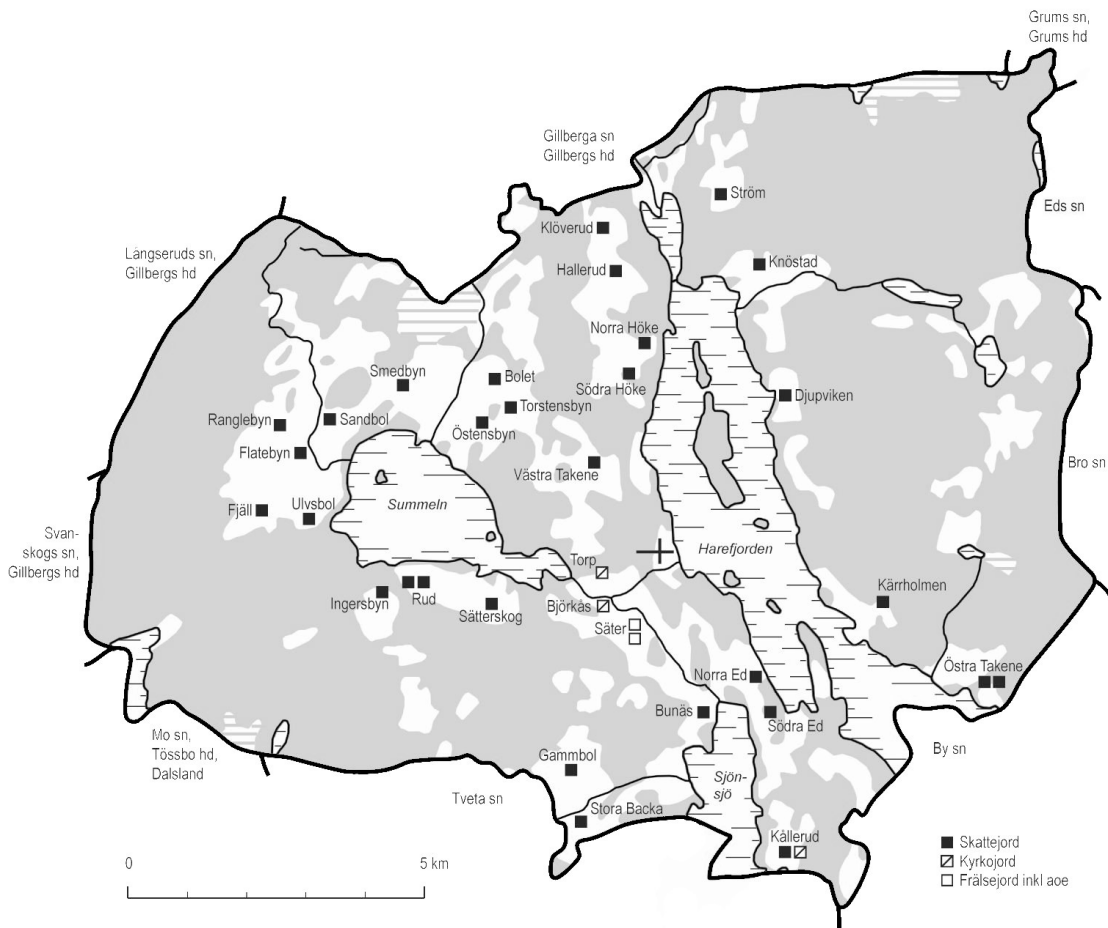 Grums sn,
Grums hd
Gillberga sn
Gillbergs hd
Ström
Eds sn
Klöverud
Långseruds sn,
Gillbergs hd
Hallerud
Knöstad
Norra Höke
Smedbyn
Bolet
Södra Höke
Djupviken
Torstensbyn
Ranglebyn
Sandbol
Östensbyn
Flatebyn
Västra Takene
Bro sn
Fjäll
Ulvsbol
Summeln
Svan-
skogs sn,
Gillbergs hd
Harefjorden
Torp
Kärrholmen
Ingersbyn
Rud
Sätterskog
Björkås
Säter
Östra Takene
Norra Ed
Bunäs
Södra Ed
Mo sn,
Tössbo hd,
Dalsland
By sn
Gammbol
Sjön-
sjö
Tveta sn
Stora Backa
Kållerud
0
5 km
Skattejord
Kyrkojord
Frälsejord inkl aoe